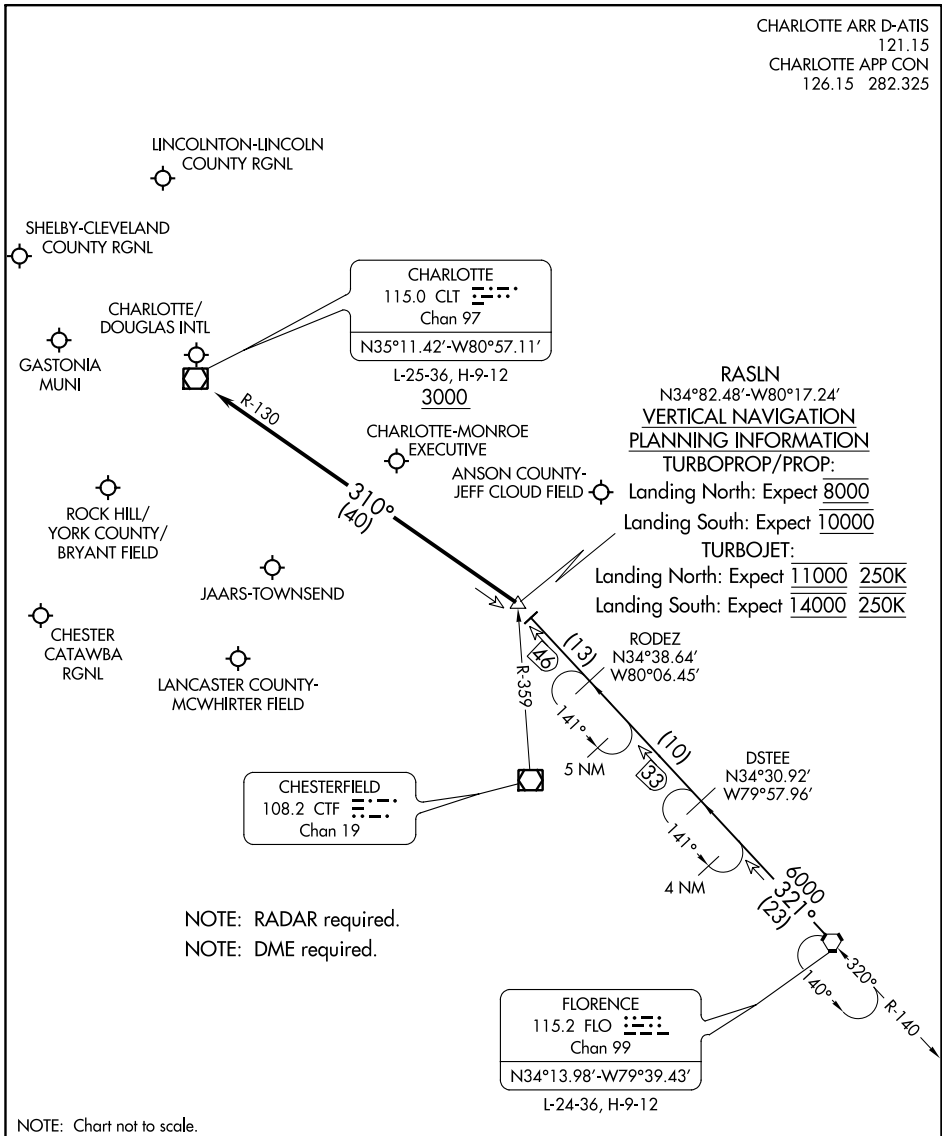 CHARLOTTE ARR D-ATIS
121.15
CHARLOTTE APP CON
126.15 282.325
LINCOLNTON-LINCOLN
COUNTY RGNL
SHELBY-CLEVELAND
COUNTY RGNL
CHARLOTTE/
DOUGLAS INTL
GASTONIA
MUNI
CHARLOTTE
115.0 CLT
Chan 97
N35°11.42'-W80°57.11'
L-25-36, H-9-12
3000
R-130
310°
(40)
CHARLOTTE-MONROE
EXECUTIVE
ANSON COUNTY-
JEFF CLOUD FIELD
RASLN
N34°82.48'-W80°17.24'
VERTICAL NAVIGATION
PLANNING INFORMATION
TURBOPROP/PROP:
Landing North: Expect 8000
Landing South: Expect 10000
TURBOJET:
Landing North: Expect 11000 250K
Landing South: Expect 14000 250K
ROCK HILL/
YORK COUNTY/
BRYANT FIELD
JAARS-TOWNSEND
CHESTER
CATAWBA
RGNL
LANCASTER COUNTY-
MCWHIRTER FIELD
R-359
46
(13)
RODEZ
N34°38.64'
W80°06.45'
141°
5 NM
33
(10)
DSTEE
N34°30.92'
W79°57.96'
141°
4 NM
CHESTERFIELD
108.2 CTF
Chan 19
6000
321°
(23)
NOTE: RADAR required.
NOTE: DME required.
140°
320°
R-140
FLORENCE
115.2 FLO
Chan 99
N34°13.98'-W79°39.43'
L-24-36, H-9-12
NOTE: Chart not to scale.